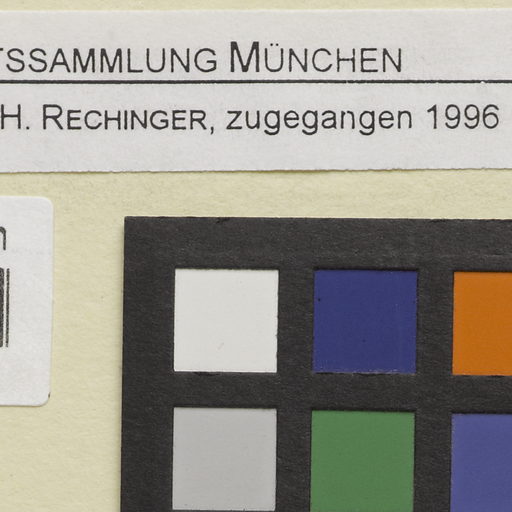 TSSAMMLUNG MÜNCHEN
H. RECHINGER, zugegangen 1996